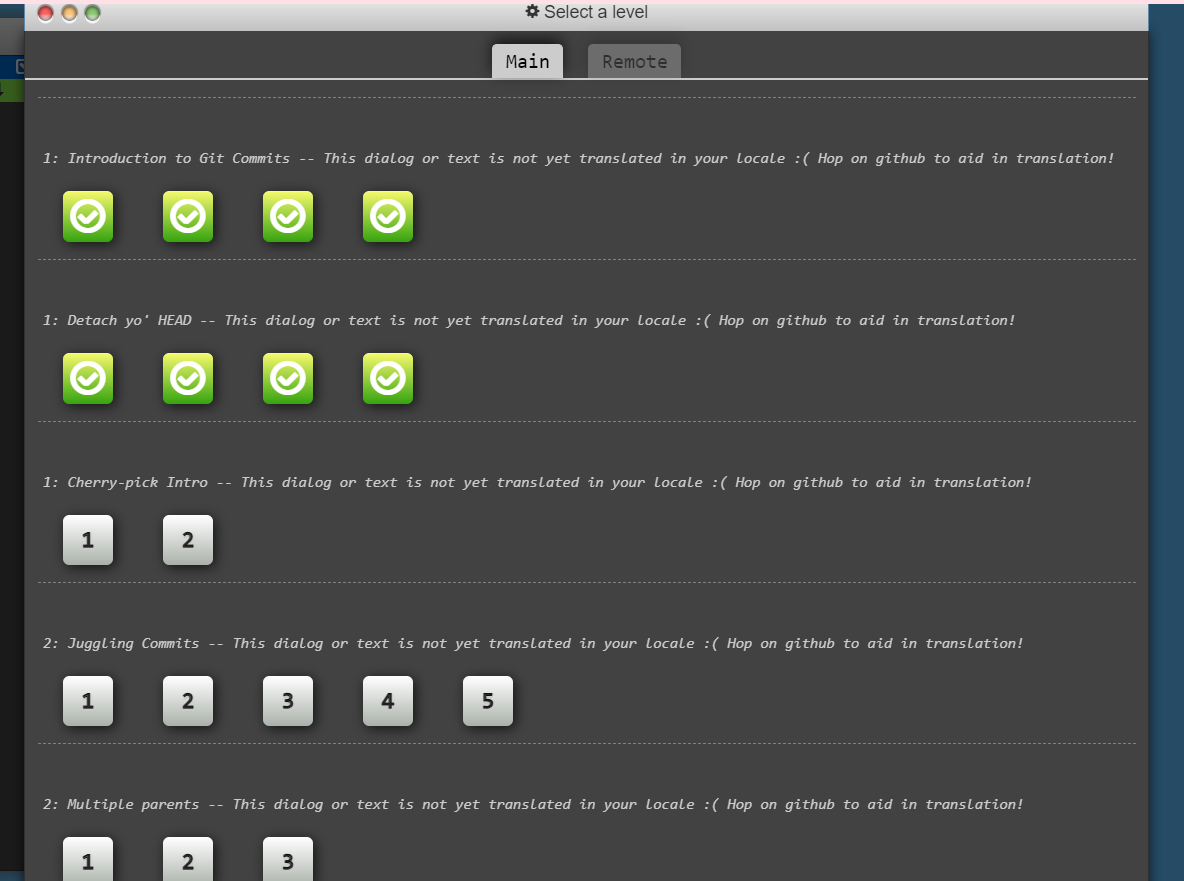 Select a level
Main Remote
1: Introduction to Git Commits -- This dialog or text is not yet translated in your locale :( Hop on github to aid in translation!
1: Detach yo' HEAD -- This dialog or text is not yet translated in your locale :( Hop on github to aid in translation!
1: Cherry-pick Intro -- This dialog or text is not yet translated in your locale :( Hop on github to aid in translation!
1 2
2: Juggling Commits -- This dialog or text is not yet translated in your locale :( Hop on github to aid in translation!
1 2 3 4 5
2: Multiple parents -- This dialog or text is not yet translated in your locale :( Hop on github to aid in translation!
1 2 3